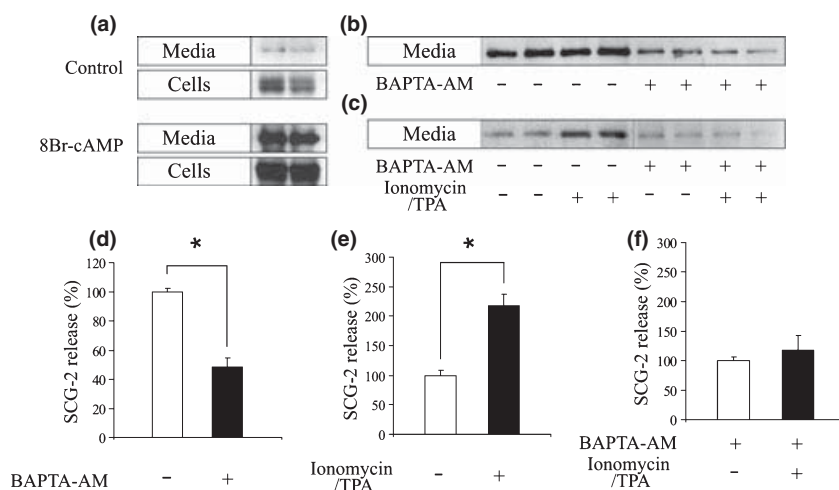 (a)
Control
Media
Cells
8Br-cAMP
Media
Cells
(b)
Media
BAPTA-AM – – – – + + + +
(c)
Media
BAPTA-AM – – – – + + + +
Ionomycin
/TPA – – + + – – + +
(d)
*
SCG-2 release (%)
120
100
80
60
40
20
0
BAPTA-AM – +
(e)
*
SCG-2 release (%)
300
250
200
150
100
50
0
Ionomycin
/TPA – +
(f)
SCG-2 release (%)
300
250
200
150
100
50
0
BAPTA-AM + +
Ionomycin
/TPA – +